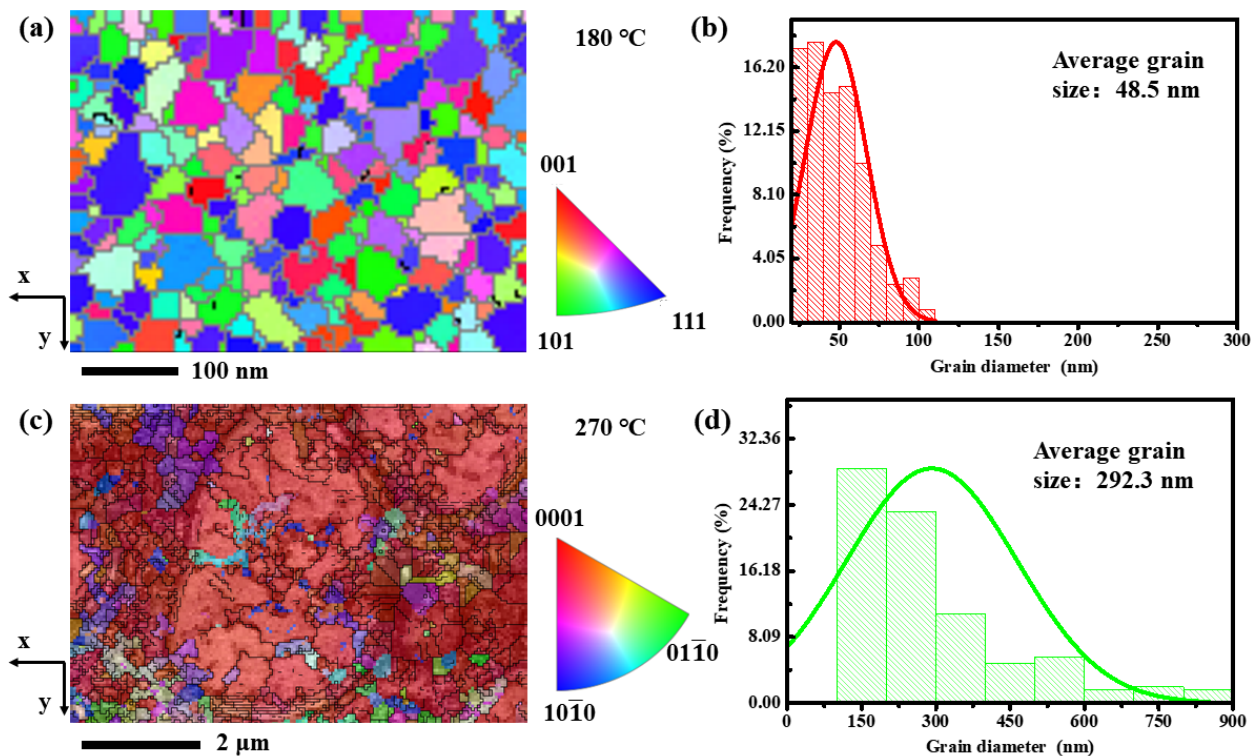 (a)
180 °C
001
101
111
x
y
100 nm
(b)
Average grain
size：48.5 nm
Frequency (%)
16.20
12.15
8.10
4.05
0.00
50
100
150
200
250
300
Grain diameter (nm)
(c)
270 °C
0001
011̅0
101̅0
x
y
2 μm
(d)
Average grain
size：292.3 nm
Frequency (%)
32.36
24.27
16.18
8.09
0.00
0
150
300
450
600
750
900
Grain diameter (nm)